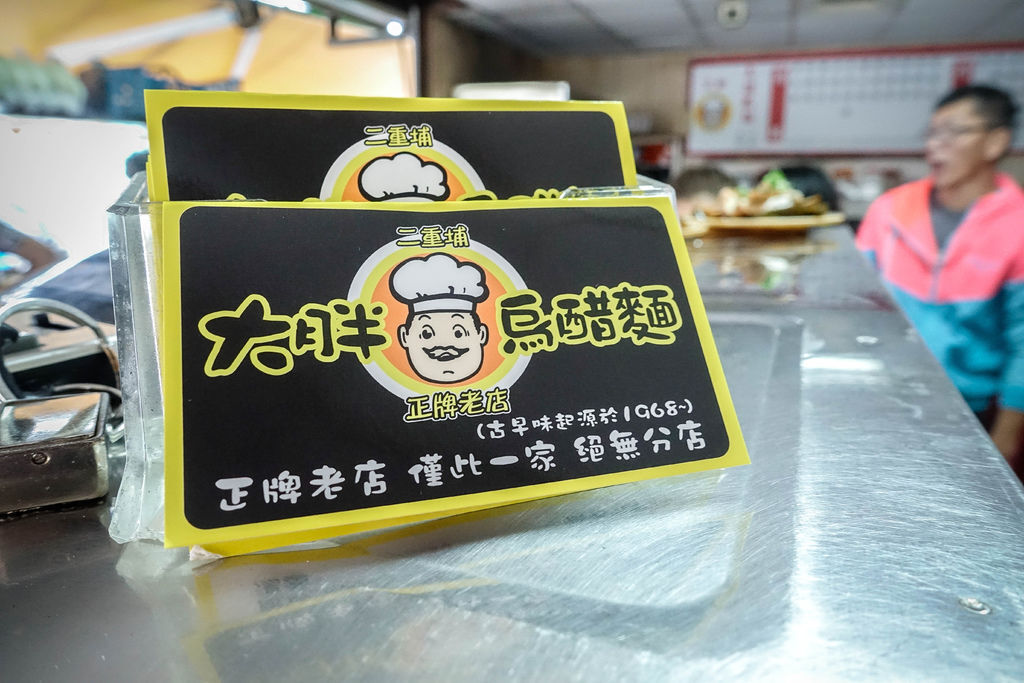 二重埔
二重埔
大胖 烏醋麵
正牌老店
(古早味起源於1968~)
正牌老店 僅此一家 絕無分店